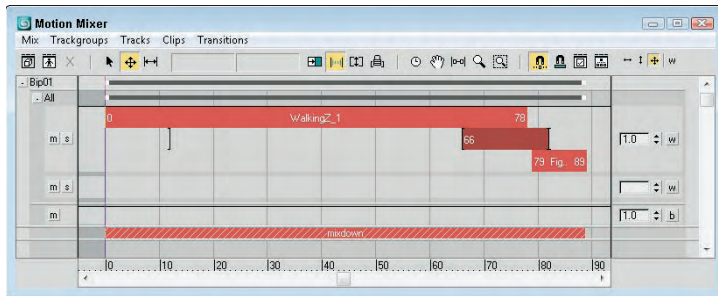 Motion Mixer
Mix Trackgroups Tracks Clips Transitions
w
- Bip01
- All
0 WalkingZ_1 78
m s 66 1.0 w
79 Fig.. 89
m s w
m 1.0 b
mixdown
0 10 20 30 40 50 60 70 80 90